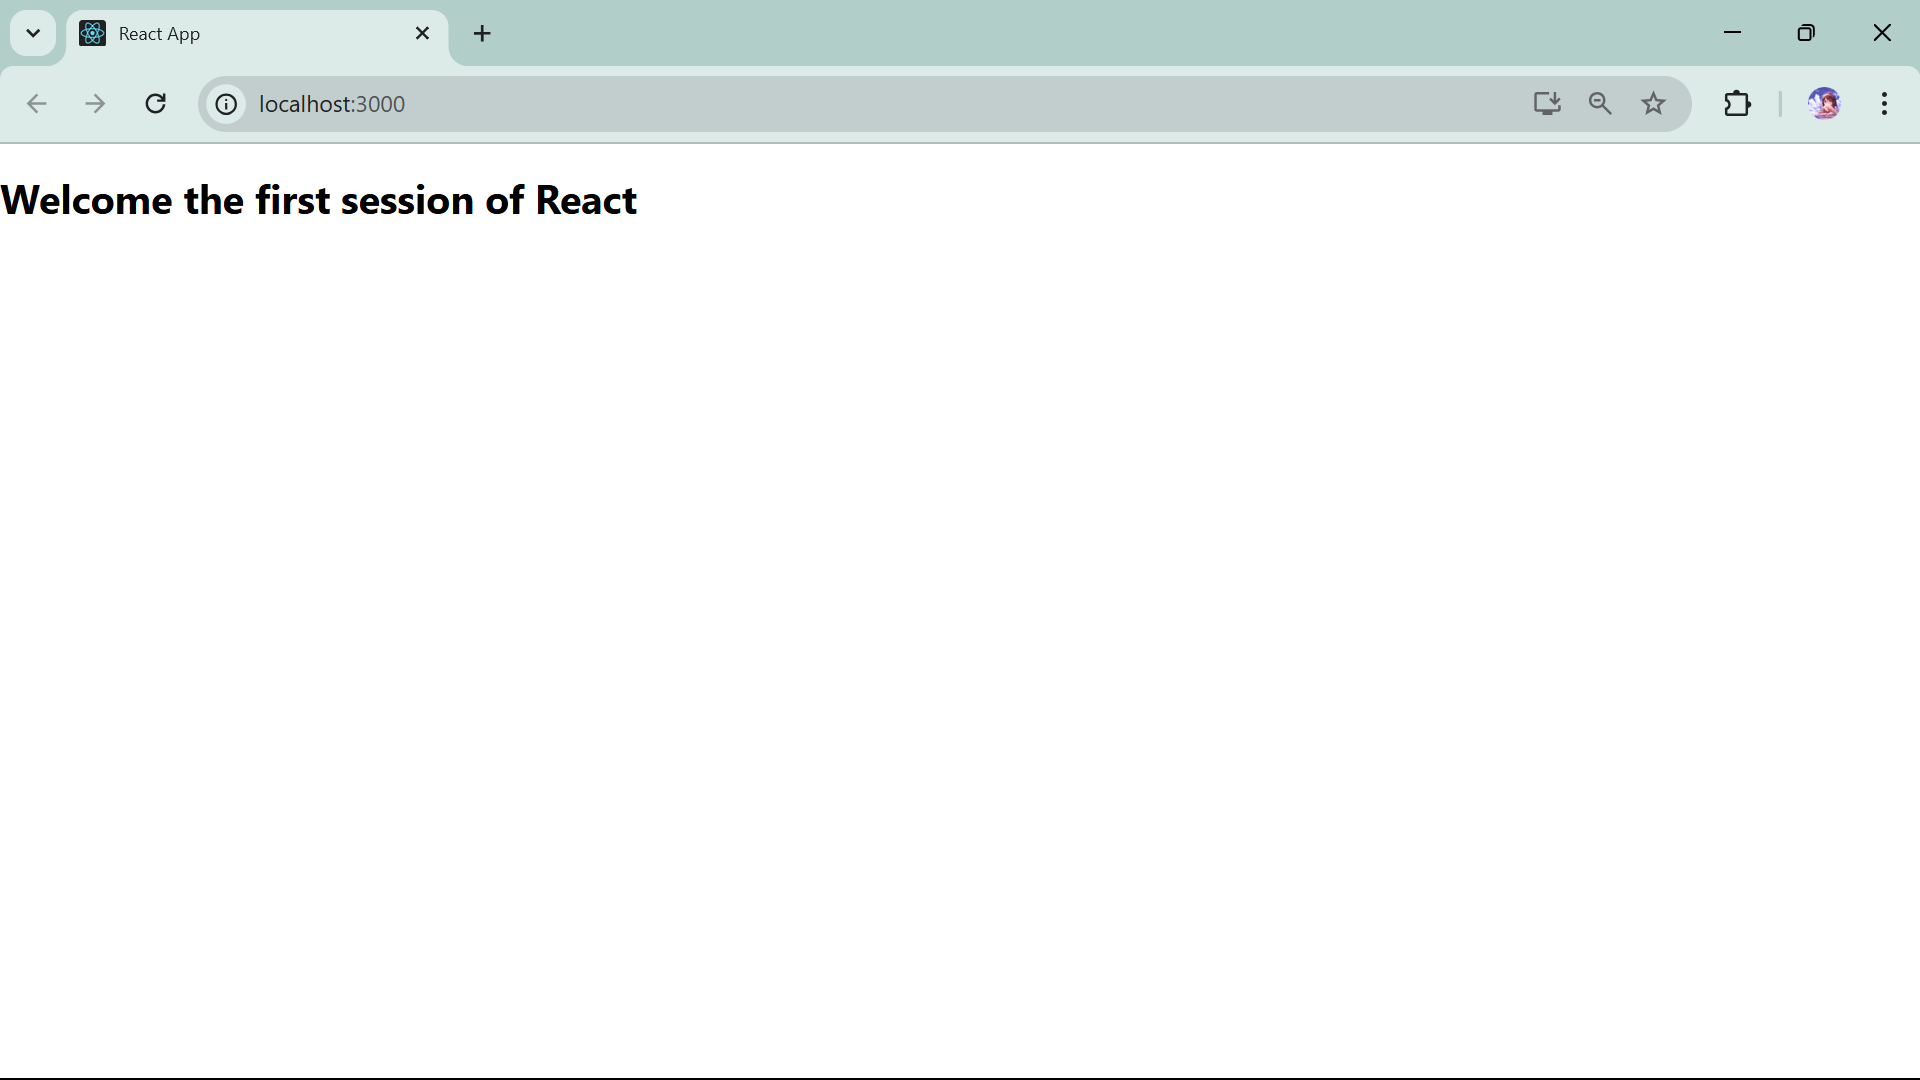 React App
localhost:3000
Welcome the first session of React